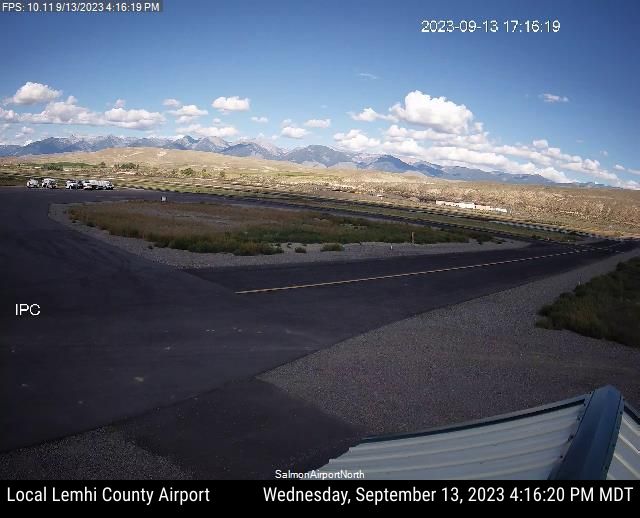 FPS: 10.11 9/13/2023 4:16:19 PM
2023-09-13 17:16:19
IPC
SalmonAirportNorth
Local Lemhi County Airport Wednesday, September 13, 2023 4:16:20 PM MDT